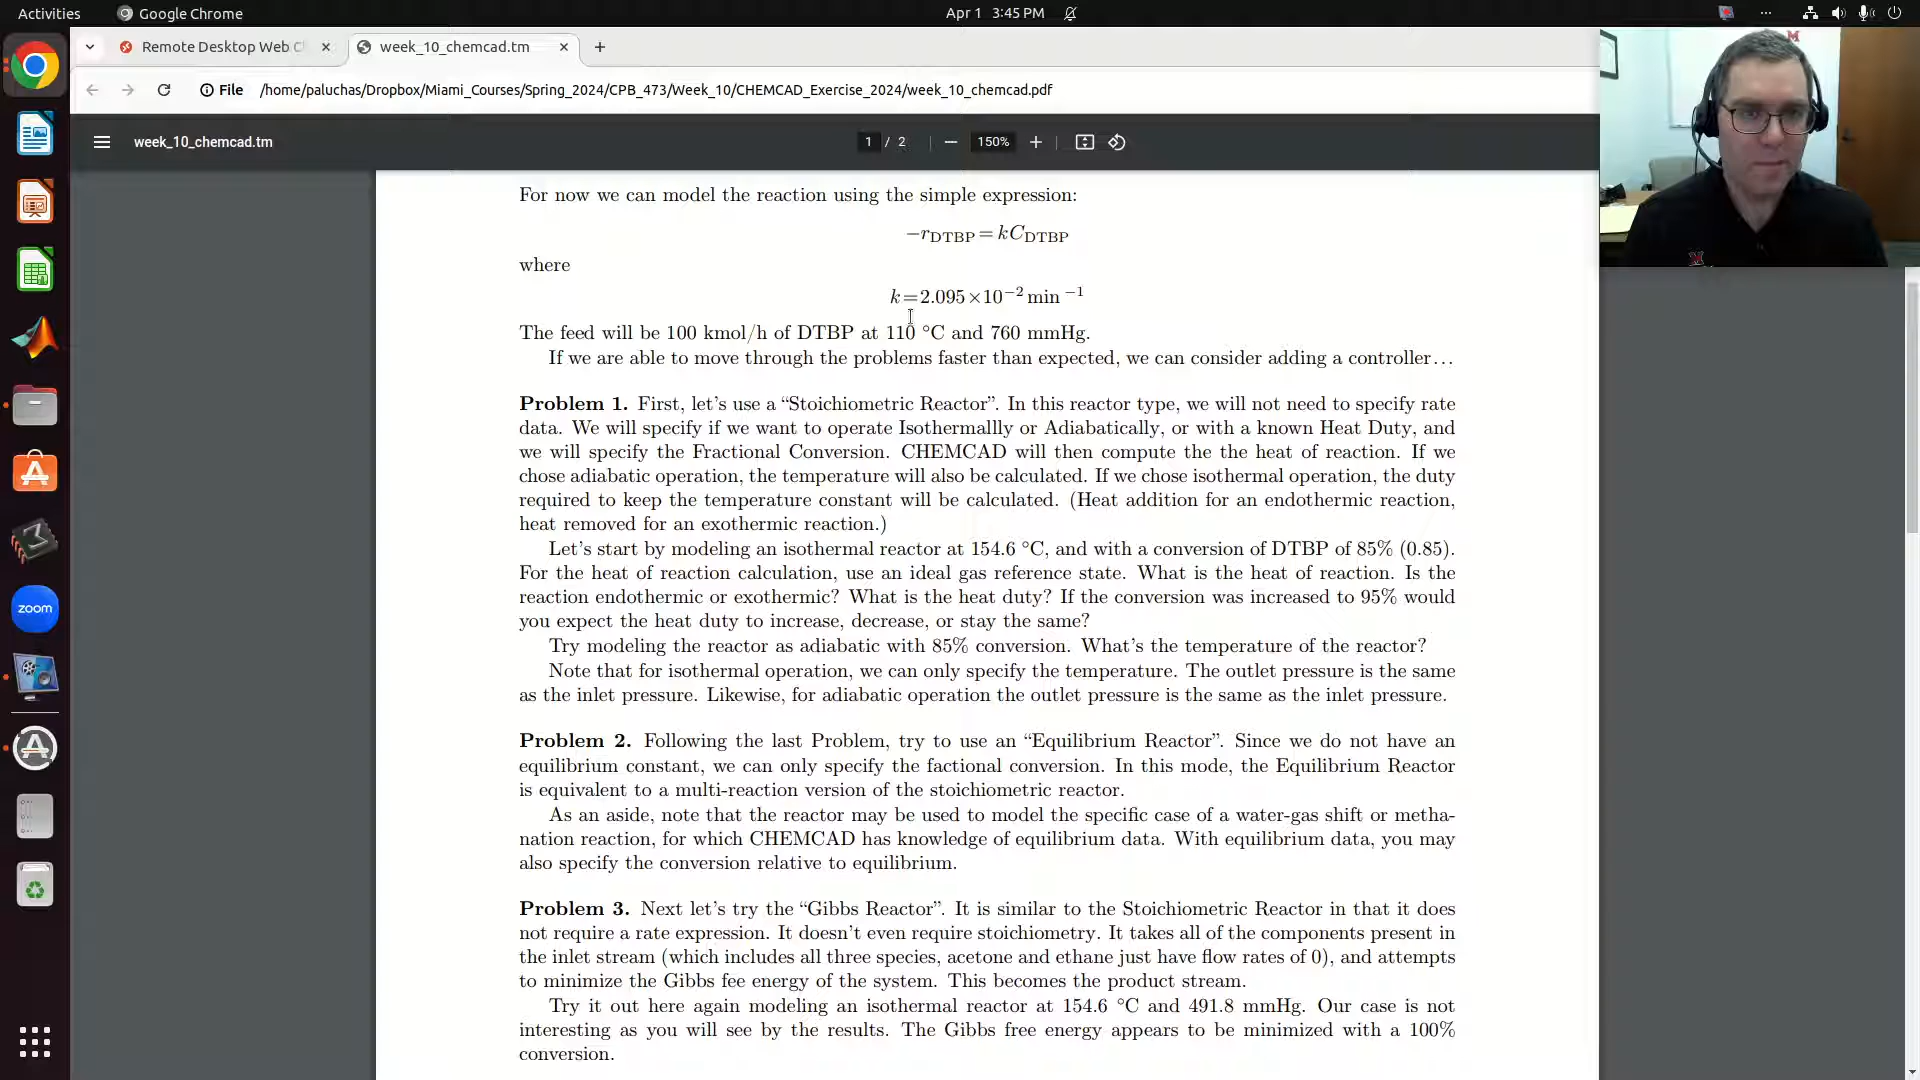 Activities
Google Chrome
Apr 1 3:45 PM
Remote Desktop Web C
week_10_chemcad.tm
File
/home/paluchas/Dropbox/Miami_Courses/Spring_2024/CPB_473/Week_10/CHEMCAD_Exercise_2024/week_10_chemcad.pdf
week_10_chemcad.tm
1 / 2
150%
For now we can model the reaction using the simple expression:
−r_DTBP = kC_DTBP
where
k = 2.095 × 10⁻² min ⁻¹
The feed will be 100 kmol/h of DTBP at 110 °C and 760 mmHg.
If we are able to move through the problems faster than expected, we can consider adding a controller…
Problem 1. First, let's use a “Stoichiometric Reactor”. In this reactor type, we will not need to specify rate
data. We will specify if we want to operate Isothermallly or Adiabatically, or with a known Heat Duty, and
we will specify the Fractional Conversion. CHEMCAD will then compute the the heat of reaction. If we
chose adiabatic operation, the temperature will also be calculated. If we chose isothermal operation, the duty
required to keep the temperature constant will be calculated. (Heat addition for an endothermic reaction,
heat removed for an exothermic reaction.)
Let's start by modeling an isothermal reactor at 154.6 °C, and with a conversion of DTBP of 85% (0.85).
For the heat of reaction calculation, use an ideal gas reference state. What is the heat of reaction. Is the
reaction endothermic or exothermic? What is the heat duty? If the conversion was increased to 95% would
you expect the heat duty to increase, decrease, or stay the same?
Try modeling the reactor as adiabatic with 85% conversion. What's the temperature of the reactor?
Note that for isothermal operation, we can only specify the temperature. The outlet pressure is the same
as the inlet pressure. Likewise, for adiabatic operation the outlet pressure is the same as the inlet pressure.
Problem 2. Following the last Problem, try to use an “Equilibrium Reactor”. Since we do not have an
equilibrium constant, we can only specify the factional conversion. In this mode, the Equilibrium Reactor
is equivalent to a multi-reaction version of the stoichiometric reactor.
As an aside, note that the reactor may be used to model the specific case of a water-gas shift or metha-
nation reaction, for which CHEMCAD has knowledge of equilibrium data. With equilibrium data, you may
also specify the conversion relative to equilibrium.
Problem 3. Next let's try the “Gibbs Reactor”. It is similar to the Stoichiometric Reactor in that it does
not require a rate expression. It doesn't even require stoichiometry. It takes all of the components present in
the inlet stream (which includes all three species, acetone and ethane just have flow rates of 0), and attempts
to minimize the Gibbs fee energy of the system. This becomes the product stream.
Try it out here again modeling an isothermal reactor at 154.6 °C and 491.8 mmHg. Our case is not
interesting as you will see by the results. The Gibbs free energy appears to be minimized with a 100%
conversion.
zoom
M
M